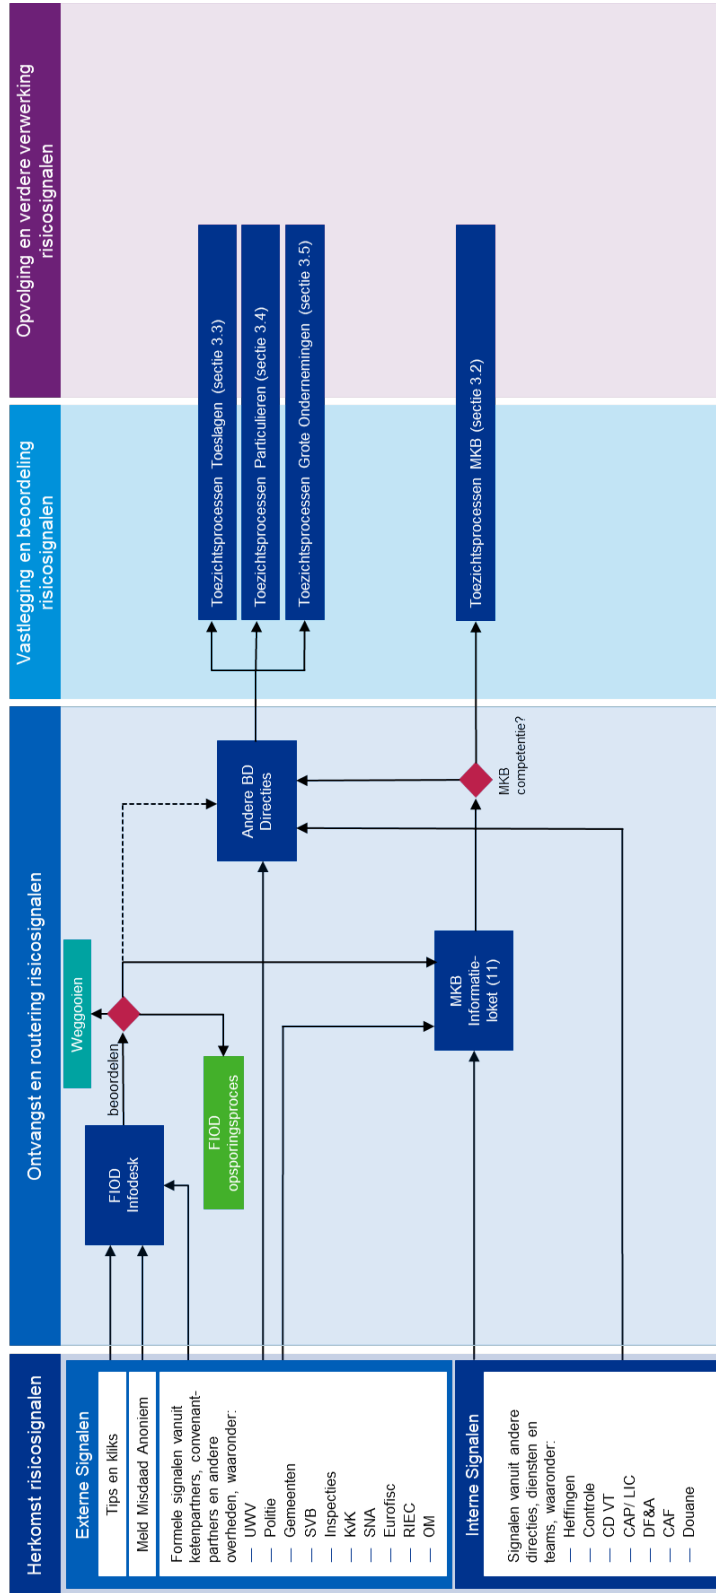 Herkomst risicosignalen
Ontvangst en routering risicosignalen
Vastlegging en beoordeling
risicosignalen
Opvolging en verdere verwerking
risicosignalen
Externe Signalen
Tips en kliks
Meld Misdaad Anoniem
Formele signalen vanuit
ketenpartners, convenant-
partners en andere
overheden, waaronder:
— UWV
— Politie
— Gemeenten
— SVB
— Inspecties
— KvK
— SNA
— Eurofisc
— RIEC
— OM
Interne Signalen
Signalen vanuit andere
directies, diensten en
teams, waaronder:
— Heffingen
— Controle
— CD VT
— CAP/ LIC
— DF&A
— CAF
— Douane
FIOD
Infodesk
beoordelen
Weggooien
FIOD
opsporingsproces
MKB
Informatie-
loket (11)
Andere BD
Directies
MKB
competentie?
Toezichtsprocessen Toeslagen (sectie 3.3)
Toezichtsprocessen Particulieren (sectie 3.4)
Toezichtsprocessen Grote Ondernemingen (sectie 3.5)
Toezichtsprocessen MKB (sectie 3.2)